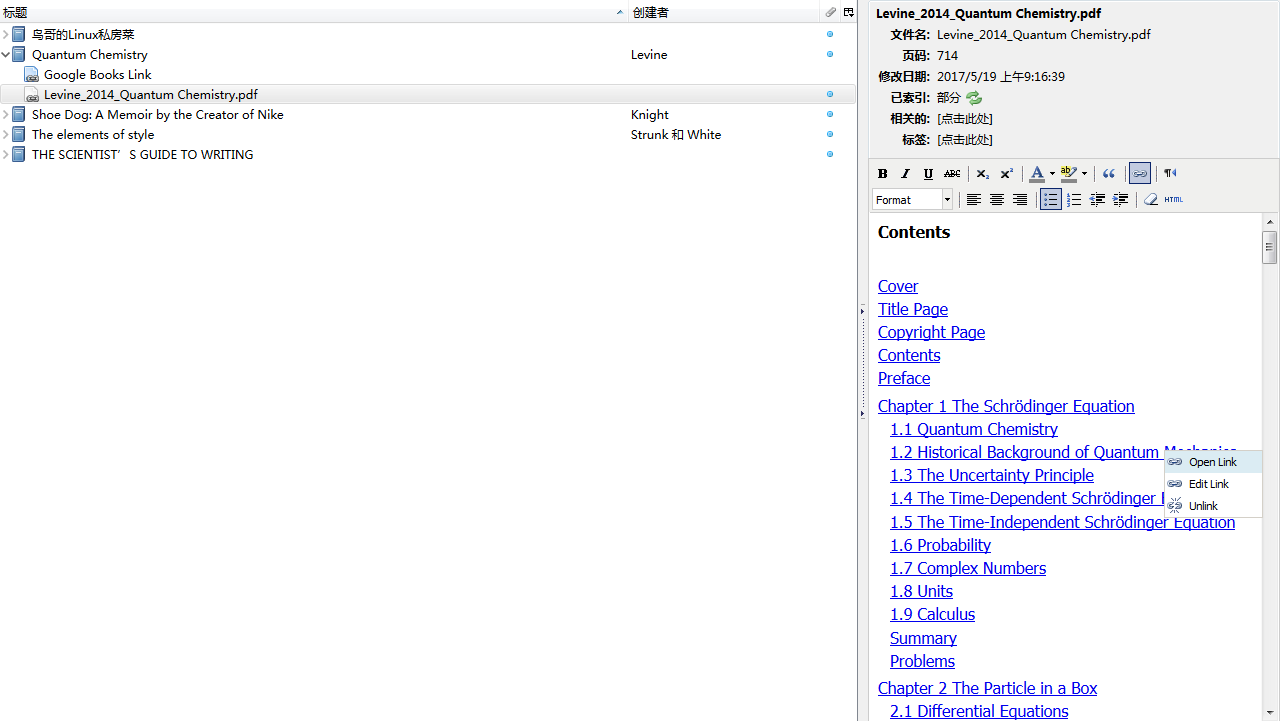 标题 创建者
鸟哥的Linux私房菜
Quantum Chemistry Levine
Google Books Link
Levine_2014_Quantum Chemistry.pdf
Shoe Dog: A Memoir by the Creator of Nike Knight
The elements of style Strunk 和 White
THE SCIENTIST’S GUIDE TO WRITING
Levine_2014_Quantum Chemistry.pdf
文件名: Levine_2014_Quantum Chemistry.pdf
页码: 714
修改日期: 2017/5/19 上午9:16:39
已索引: 部分
相关的: [点击此处]
标签: [点击此处]
B I U ABC x₂ x² A ab
Format HTML
Contents
Cover
Title Page
Copyright Page
Contents
Preface
Chapter 1 The Schrödinger Equation
1.1 Quantum Chemistry
1.2 Historical Background of Quantum Mechanics
1.3 The Uncertainty Principle
1.4 The Time-Dependent Schrödinger
1.5 The Time-Independent Schrödinger Equation
1.6 Probability
1.7 Complex Numbers
1.8 Units
1.9 Calculus
Summary
Problems
Chapter 2 The Particle in a Box
2.1 Differential Equations
Open Link
Edit Link
Unlink